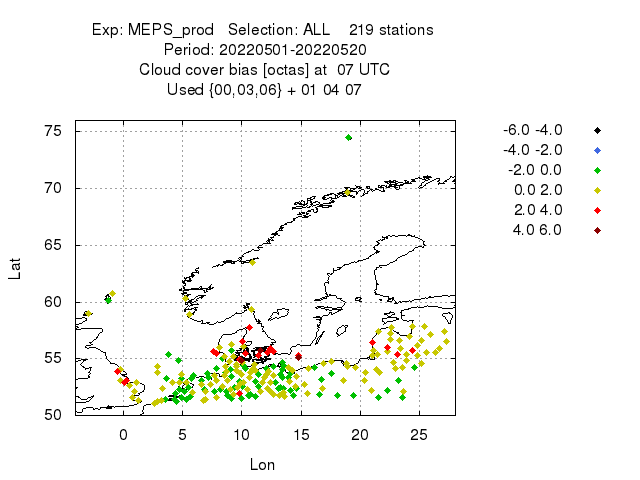 Exp: MEPS_prod   Selection: ALL    219 stations
Period: 20220501-20220520
Cloud cover bias [octas] at  07 UTC
Used {00,03,06} + 01 04 07
-6.0 -4.0
-4.0 -2.0
-2.0 0.0
0.0 2.0
2.0 4.0
4.0 6.0
75
70
65
60
55
50
Lat
0 5 10 15 20 25
Lon